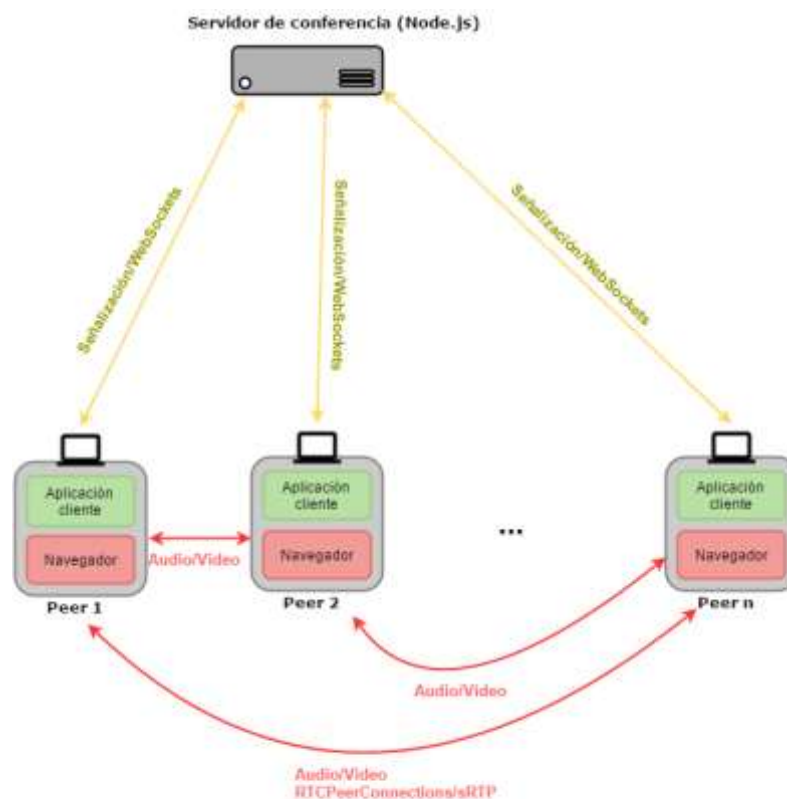 Servidor de conferencia (Node.js)
Señalización/WebSockets
Señalización/WebSockets
Señalización/WebSockets
Aplicación
cliente
Navegador
Peer 1
Audio/Video
Aplicación
cliente
Navegador
Peer 2
...
Aplicación
cliente
Navegador
Peer n
Audio/Video
Audio/Video
RTCPeerConnections/sRTP